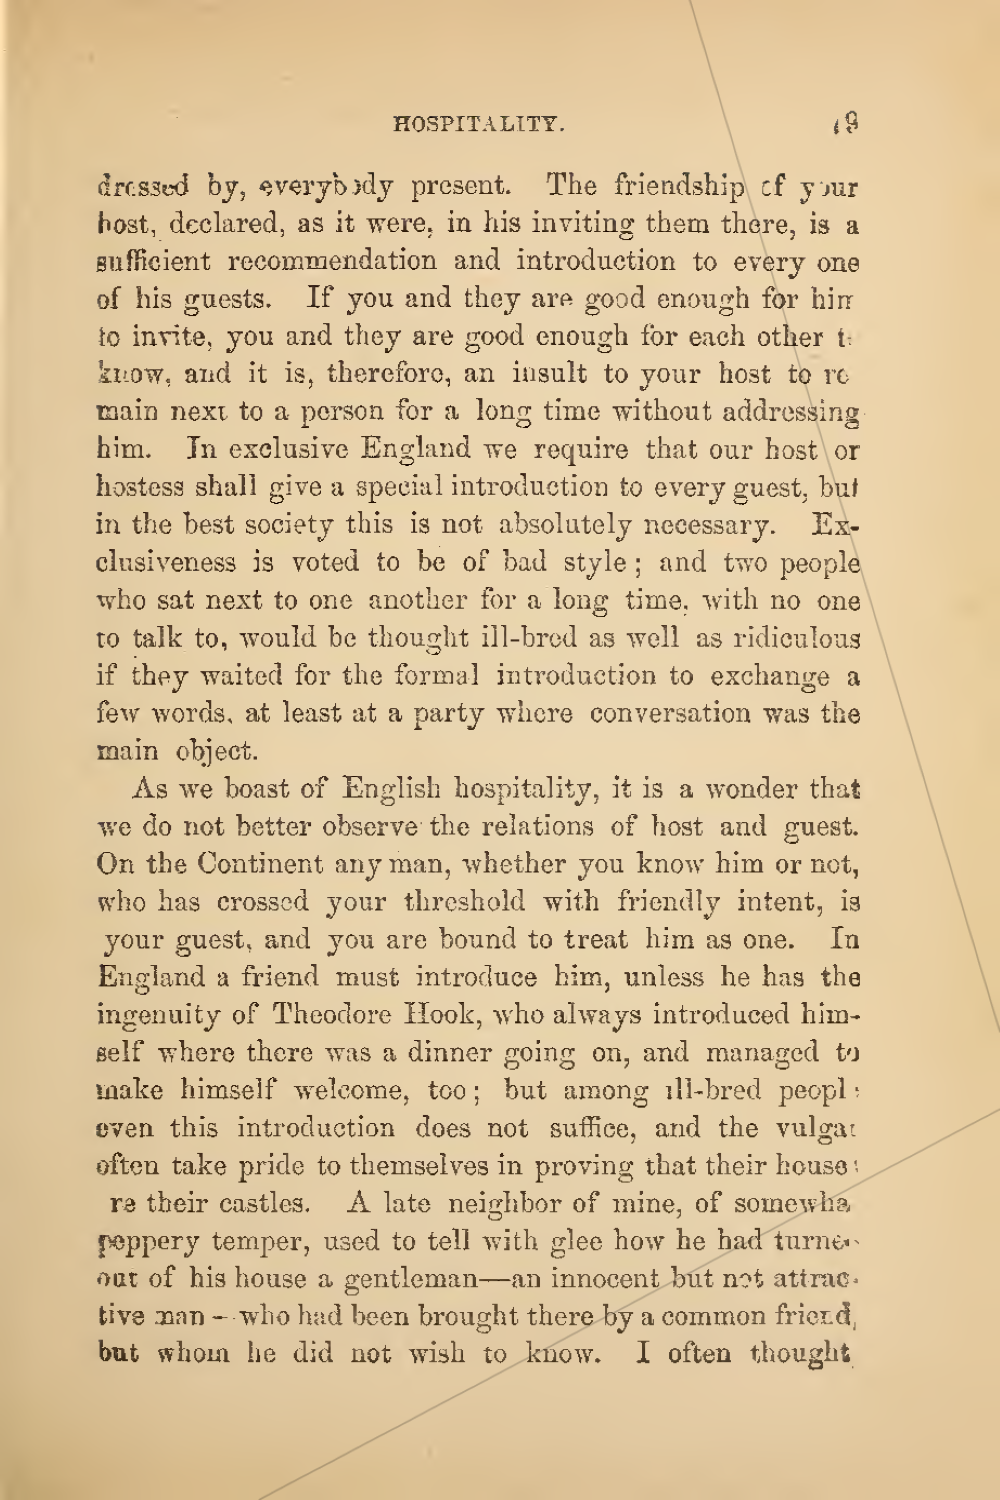 HOSPITALITY.
dressed by, everybody present. The friendship of your
host, declared, as it were, in his inviting them there, is a
sufficient recommendation and introduction to every one
of his guests. If you and they are good enough for him
to invite, you and they are good enough for each other t
know, and it is, therefore, an insult to your host to re
main next to a person for a long time without addressing
him. In exclusive England we require that our host or
hostess shall give a special introduction to every guest, but
in the best society this is not absolutely necessary. Ex-
clusiveness is voted to be of bad style; and two people
who sat next to one another for a long time, with no one
to talk to, would be thought ill-bred as well as ridiculous
if they waited for the formal introduction to exchange a
few words, at least at a party where conversation was the
main object.
As we boast of English hospitality, it is a wonder that
we do not better observe the relations of host and guest.
On the Continent any man, whether you know him or not,
who has crossed your threshold with friendly intent, is
your guest, and you are bound to treat him as one. In
England a friend must introduce him, unless he has the
ingenuity of Theodore Hook, who always introduced him-
self where there was a dinner going on, and managed to
make himself welcome, too; but among ill-bred people
even this introduction does not suffice, and the vulgar
often take pride to themselves in proving that their house
re their castles. A late neighbor of mine, of somewha
peppery temper, used to tell with glee how he had turne
out of his house a gentleman—an innocent but not attrac-
tive man—who had been brought there by a common friend,
but whom he did not wish to know. I often thought